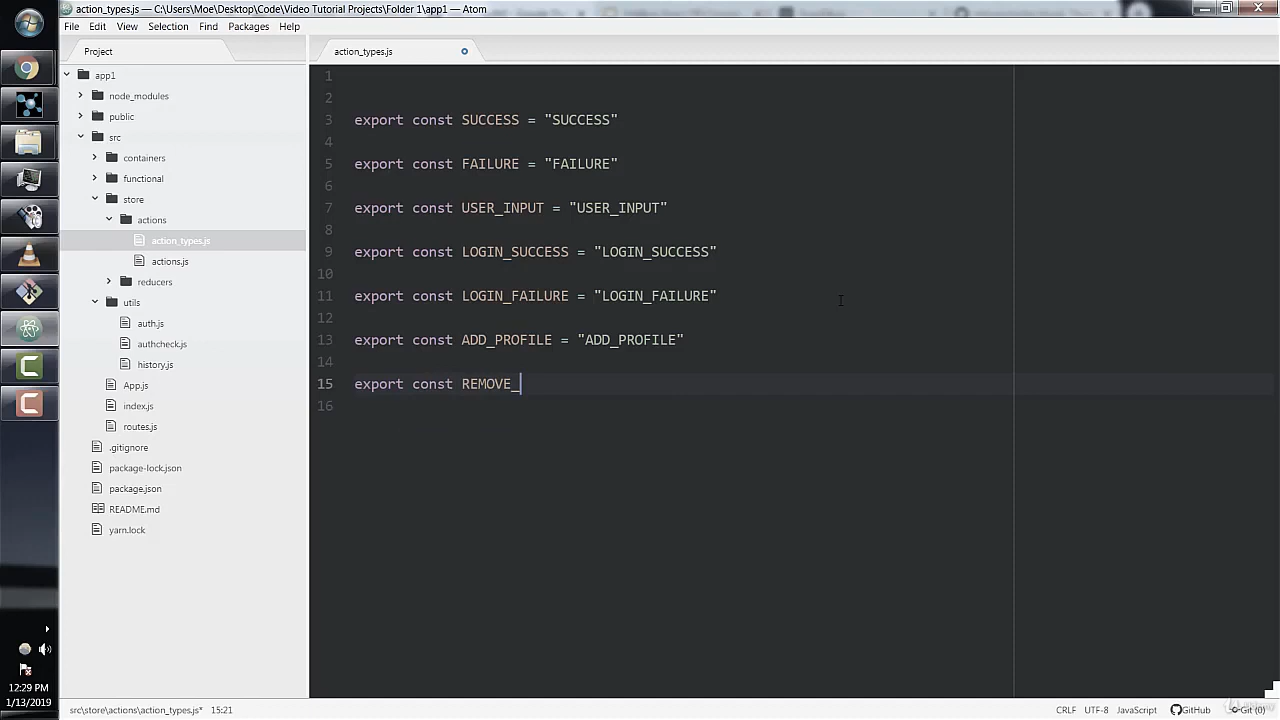 action_types.js — C:\Users\Moe\Desktop\Code\Video Tutorial Projects\Folder 1\app1 — Atom
File Edit View Selection Find Packages Help
Project
action_types.js
app1
node_modules
public
src
containers
functional
store
actions
action_types.js
actions.js
reducers
utils
auth.js
authcheck.js
history.js
App.js
index.js
routes.js
.gitignore
package-lock.json
package.json
README.md
yarn.lock
1
2
3 export const SUCCESS = "SUCCESS"
4
5 export const FAILURE = "FAILURE"
6
7 export const USER_INPUT = "USER_INPUT"
8
9 export const LOGIN_SUCCESS = "LOGIN_SUCCESS"
10
11 export const LOGIN_FAILURE = "LOGIN_FAILURE"
12
13 export const ADD_PROFILE = "ADD_PROFILE"
14
15 export const REMOVE_
16
12:29 PM
1/13/2019
src\store\actions\action_types.js* 15:21
CRLF UTF-8 JavaScript GitHub Git (0)